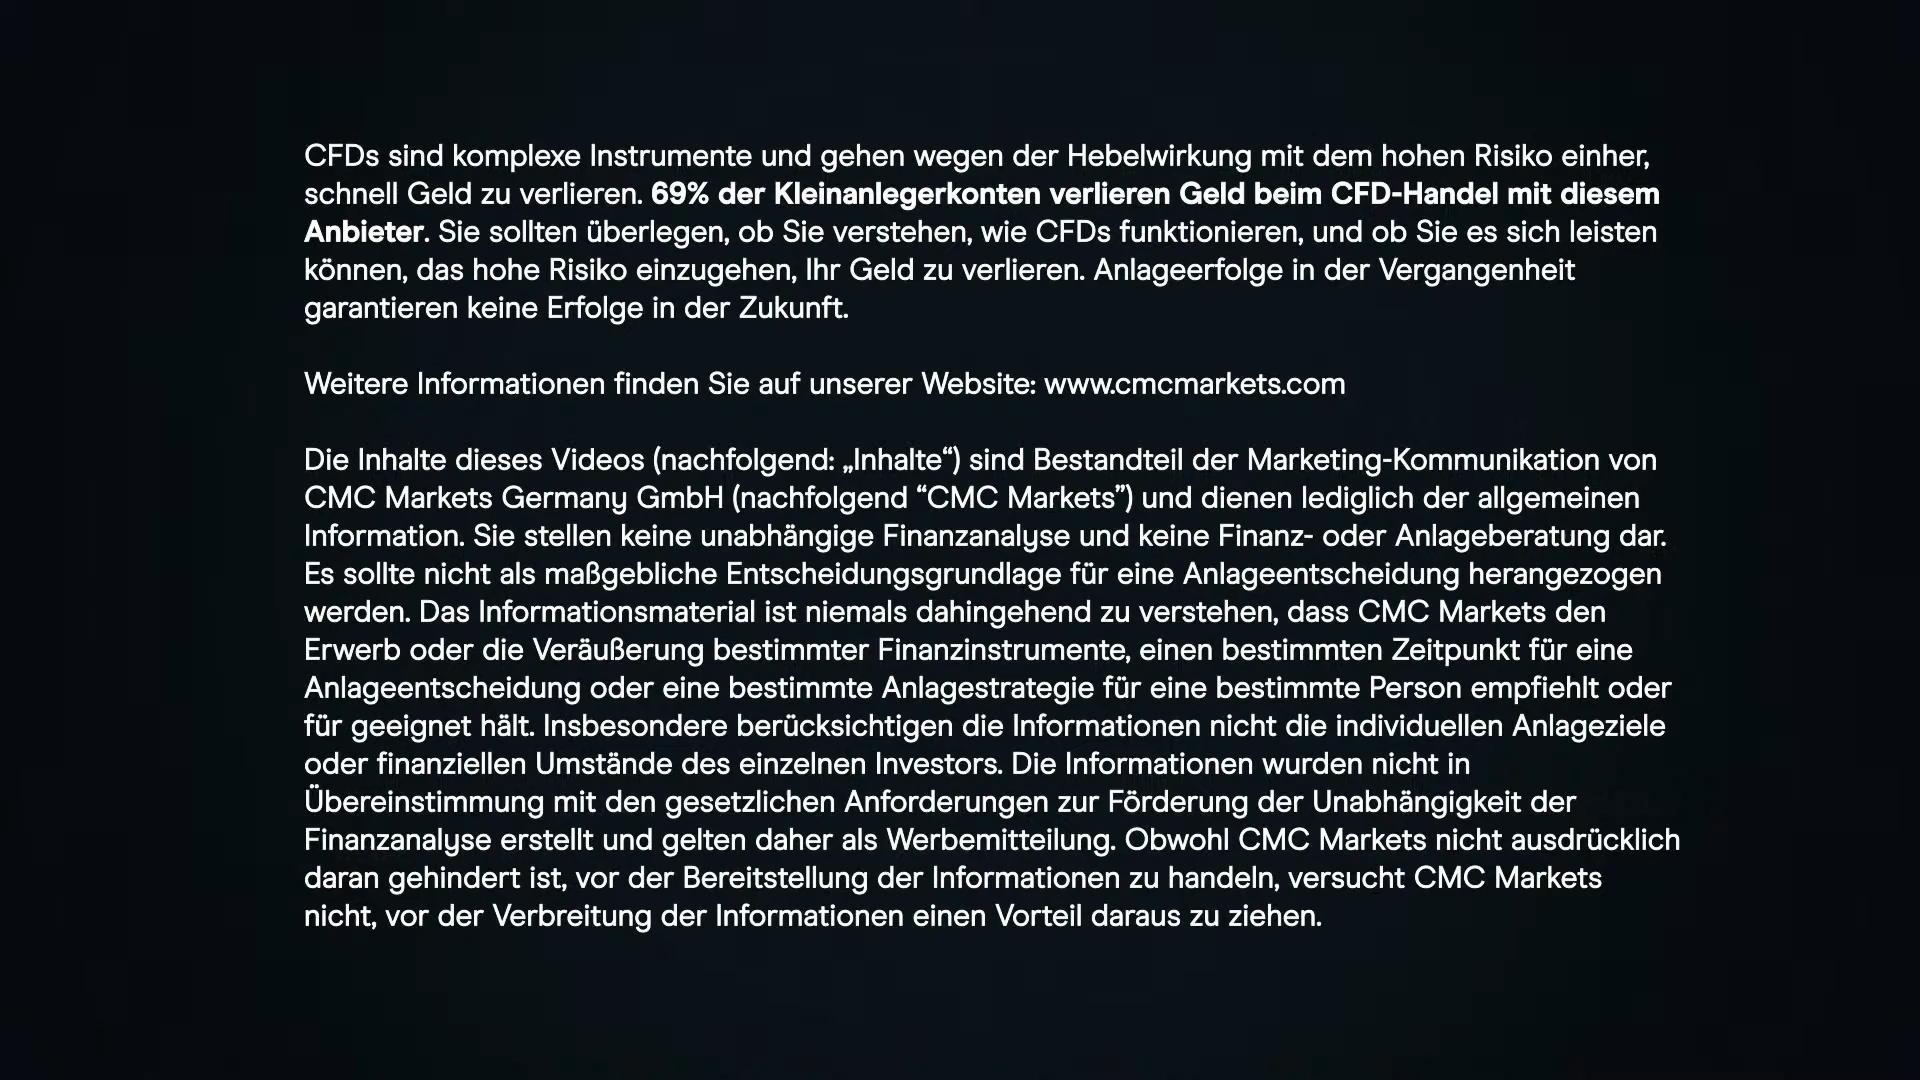 CFDs sind komplexe Instrumente und gehen wegen der Hebelwirkung mit dem hohen Risiko einher,
schnell Geld zu verlieren. 69% der Kleinanlegerkonten verlieren Geld beim CFD-Handel mit diesem
Anbieter. Sie sollten überlegen, ob Sie verstehen, wie CFDs funktionieren, und ob Sie es sich leisten
können, das hohe Risiko einzugehen, Ihr Geld zu verlieren. Anlageerfolge in der Vergangenheit
garantieren keine Erfolge in der Zukunft.
Weitere Informationen finden Sie auf unserer Website: www.cmcmarkets.com
Die Inhalte dieses Videos (nachfolgend: „Inhalte“) sind Bestandteil der Marketing-Kommunikation von
CMC Markets Germany GmbH (nachfolgend “CMC Markets”) und dienen lediglich der allgemeinen
Information. Sie stellen keine unabhängige Finanzanalyse und keine Finanz- oder Anlageberatung dar.
Es sollte nicht als maßgebliche Entscheidungsgrundlage für eine Anlageentscheidung herangezogen
werden. Das Informationsmaterial ist niemals dahingehend zu verstehen, dass CMC Markets den
Erwerb oder die Veräußerung bestimmter Finanzinstrumente, einen bestimmten Zeitpunkt für eine
Anlageentscheidung oder eine bestimmte Anlagestrategie für eine bestimmte Person empfiehlt oder
für geeignet hält. Insbesondere berücksichtigen die Informationen nicht die individuellen Anlageziele
oder finanziellen Umstände des einzelnen Investors. Die Informationen wurden nicht in
Übereinstimmung mit den gesetzlichen Anforderungen zur Förderung der Unabhängigkeit der
Finanzanalyse erstellt und gelten daher als Werbemitteilung. Obwohl CMC Markets nicht ausdrücklich
daran gehindert ist, vor der Bereitstellung der Informationen zu handeln, versucht CMC Markets
nicht, vor der Verbreitung der Informationen einen Vorteil daraus zu ziehen.